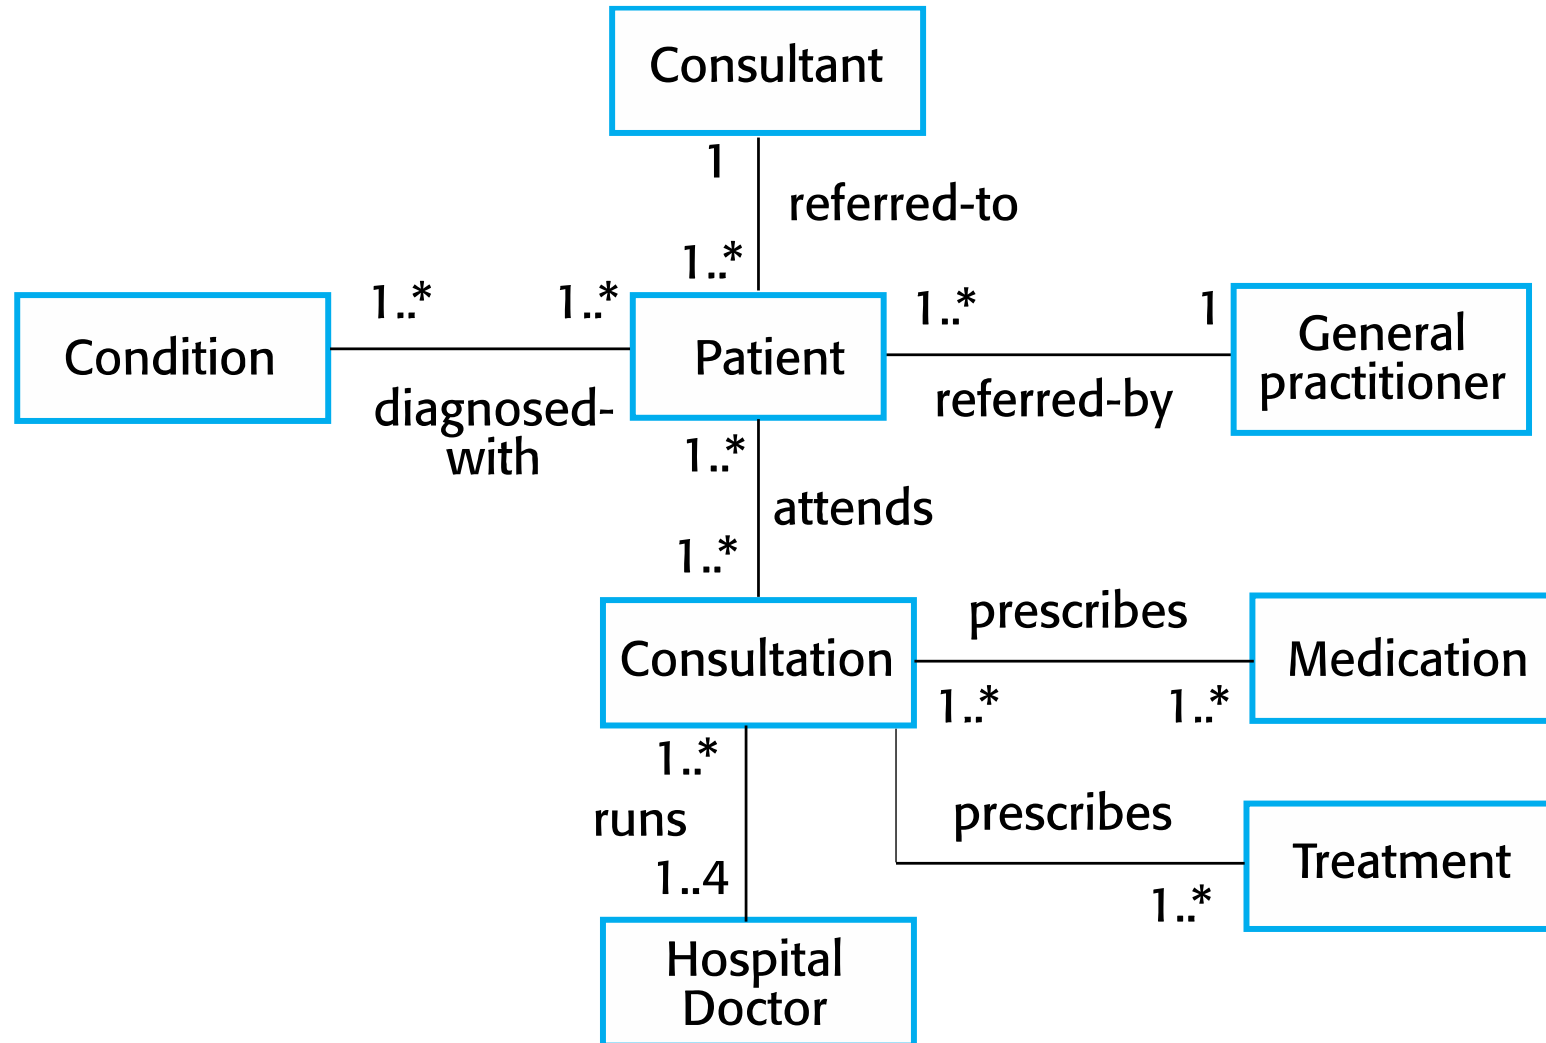 Consultant
1
referred-to
1..*
1..*
1..*
1..*
1
Condition
Patient
General
practitioner
diagnosed-
with
referred-by
1..*
attends
1..*
prescribes
Consultation
Medication
1..*
1..*
1..*
runs
prescribes
1..4
Treatment
1..*
Hospital
Doctor